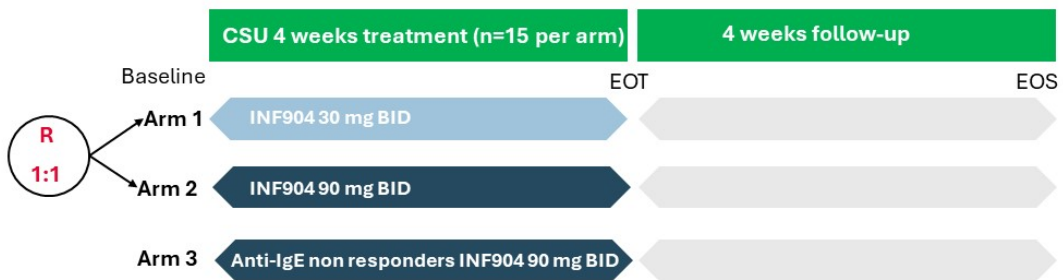 CSU 4 weeks treatment (n=15 per arm)
4 weeks follow-up
Baseline
EOT
EOS
R
1:1
Arm 1
INF904 30 mg BID
Arm 2
INF904 90 mg BID
Arm 3
Anti-IgE non responders INF904 90 mg BID